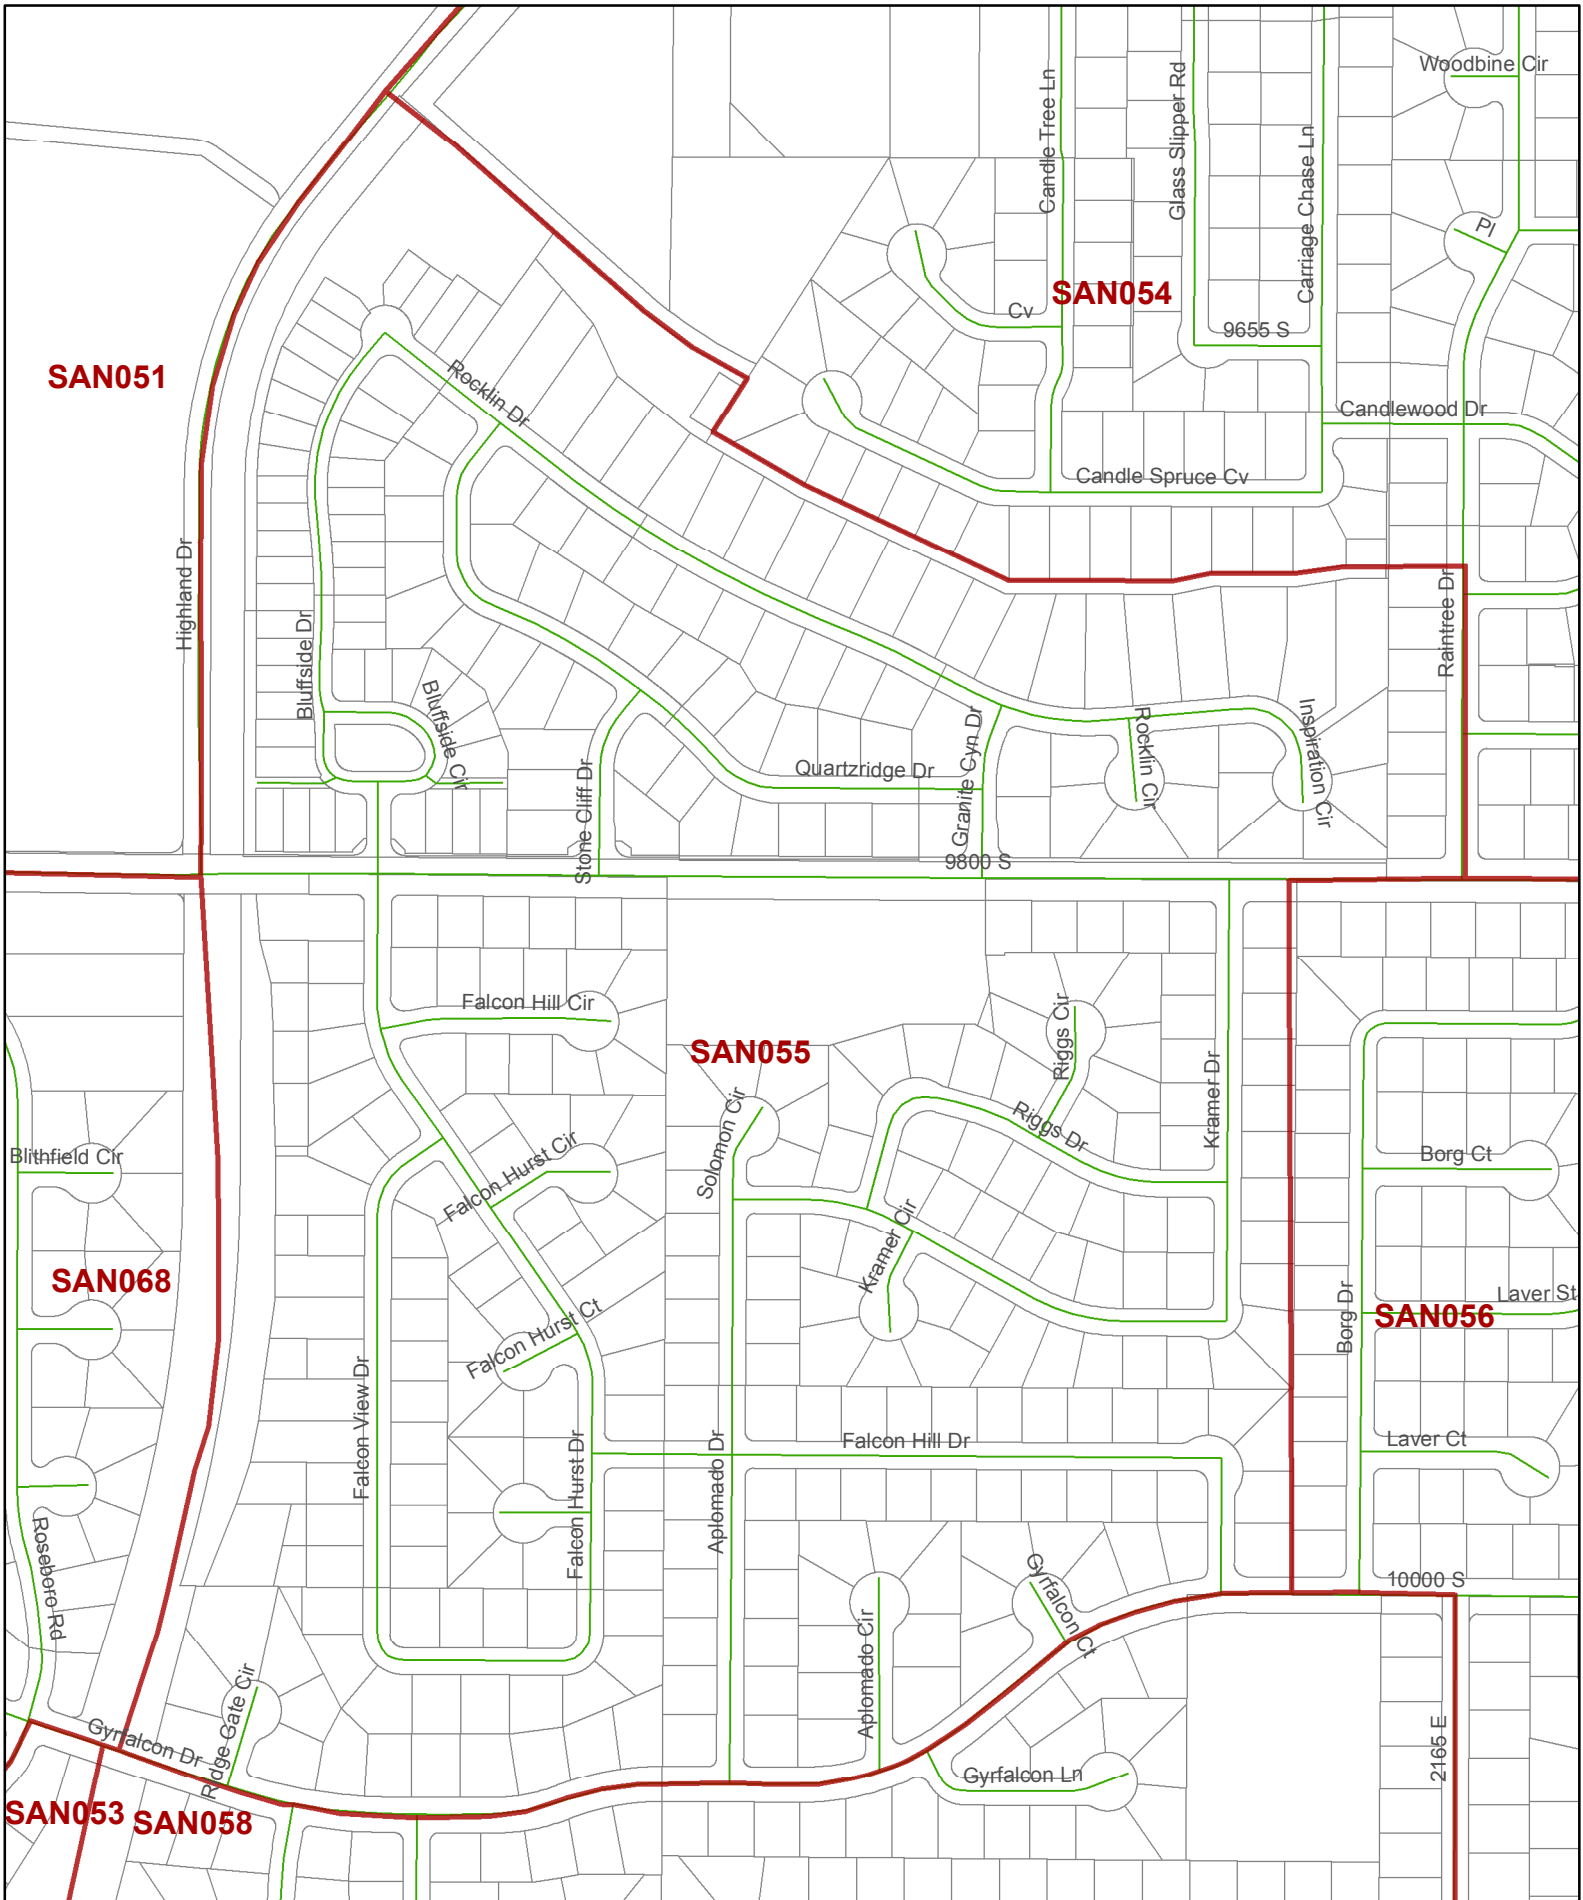 Woodbine Cir
Candle Tree Ln
Glass Slipper Rd
Carriage Chase Ln
Pl
SAN054
Cv
9655 S
SAN051
Rocklin Dr
Candlewood Dr
Candle Spruce Cv
Highland Dr
Bluffside Dr
Raintree Dr
Bluffside Cir
Stone Cliff Dr
Quartzridge Dr
Granite Cyn Dr
Rocklin Cir
Inspiration Cir
9800 S
Falcon Hill Cir
SAN055
Riggs Cir
Kramer Dr
Riggs Dr
Solomon Cir
Blithfield Cir
Falcon Hurst Cir
Borg Ct
Kramer Cir
SAN068
Laver St
SAN056
Borg Dr
Falcon Hurst Ct
Falcon View Dr
Falcon Hurst Dr
Aplomado Dr
Falcon Hill Dr
Laver Ct
Roseboro Rd
Gyrfalcon Ct
10000 S
Aplomado Cir
Ridge Gate Cir
Gyrfalcon Dr
2165 E
Gyrfalcon Ln
SAN053
SAN058